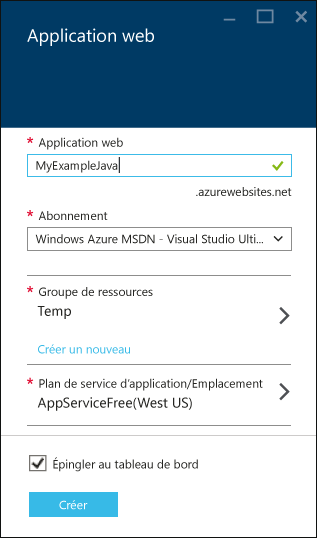 Application web
* Application web
MyExampleJava
.azurewebsites.net
* Abonnement
Windows Azure MSDN - Visual Studio Ulti...
* Groupe de ressources
Temp
Créer un nouveau
* Plan de service d'application/Emplacement
AppServiceFree(West US)
Épingler au tableau de bord
Créer